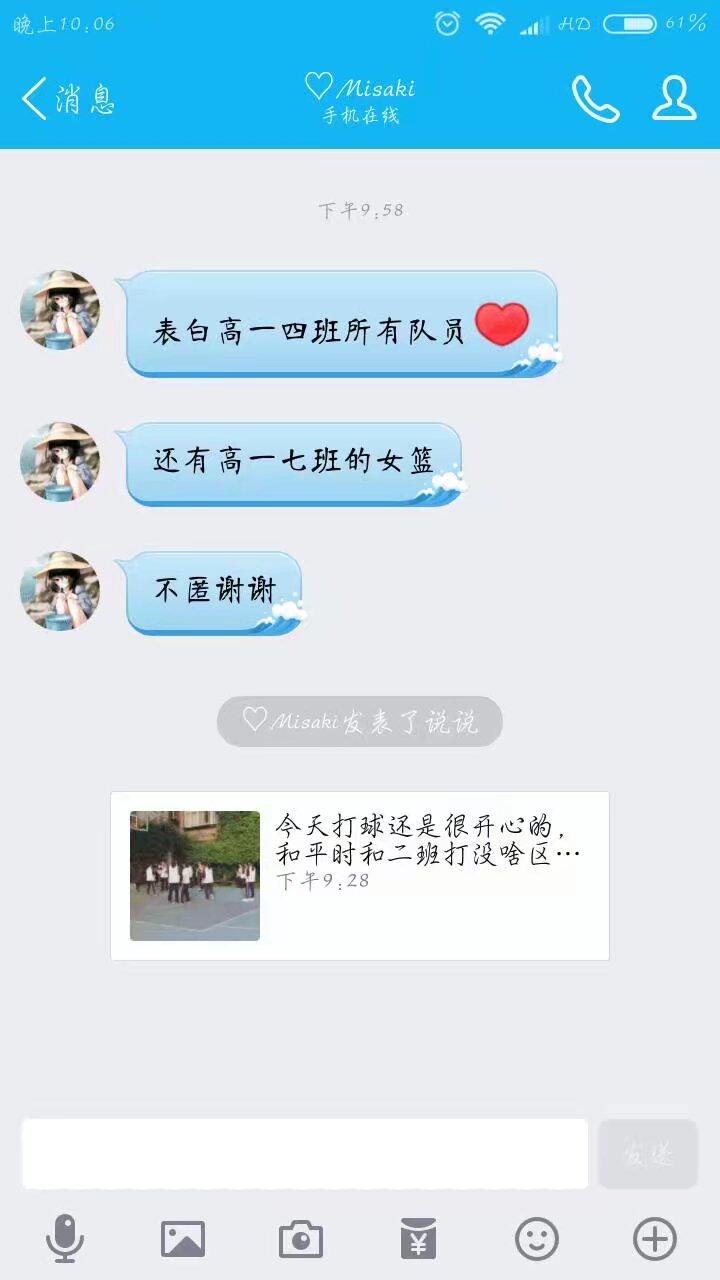 晚上10:06
HD
61%
消息
♡Misaki
手机在线
下午9:58
表白高一四班所有队员❤
还有高一七班的女篮
不匿谢谢
♡Misaki发表了说说
今天打球还是很开心的，
和平时和二班打没啥区…
下午9:28
发送